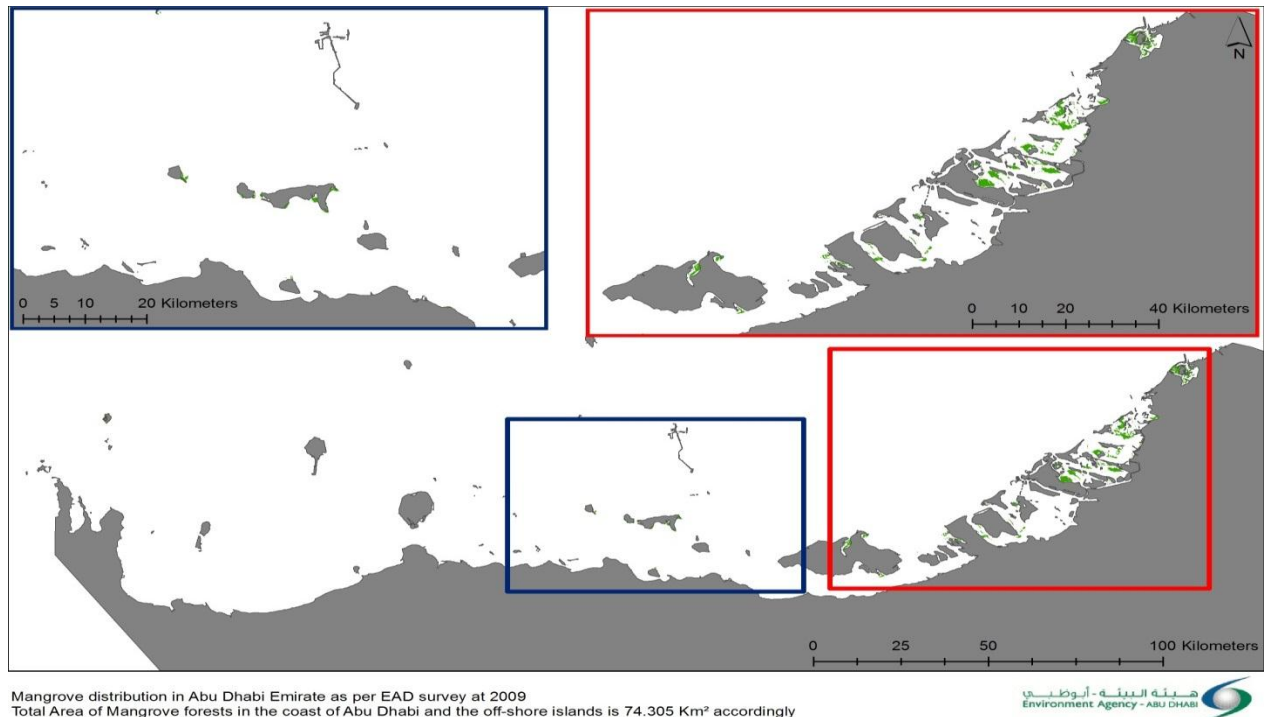 N
0 5 10 20 Kilometers
0 10 20 40 Kilometers
0 25 50 100 Kilometers
Mangrove distribution in Abu Dhabi Emirate as per EAD survey at 2009
Total Area of Mangrove forests in the coast of Abu Dhabi and the off-shore islands is 74.305 Km² accordingly
هيئة البيئة - أبوظبي
Environment Agency - ABU DHABI